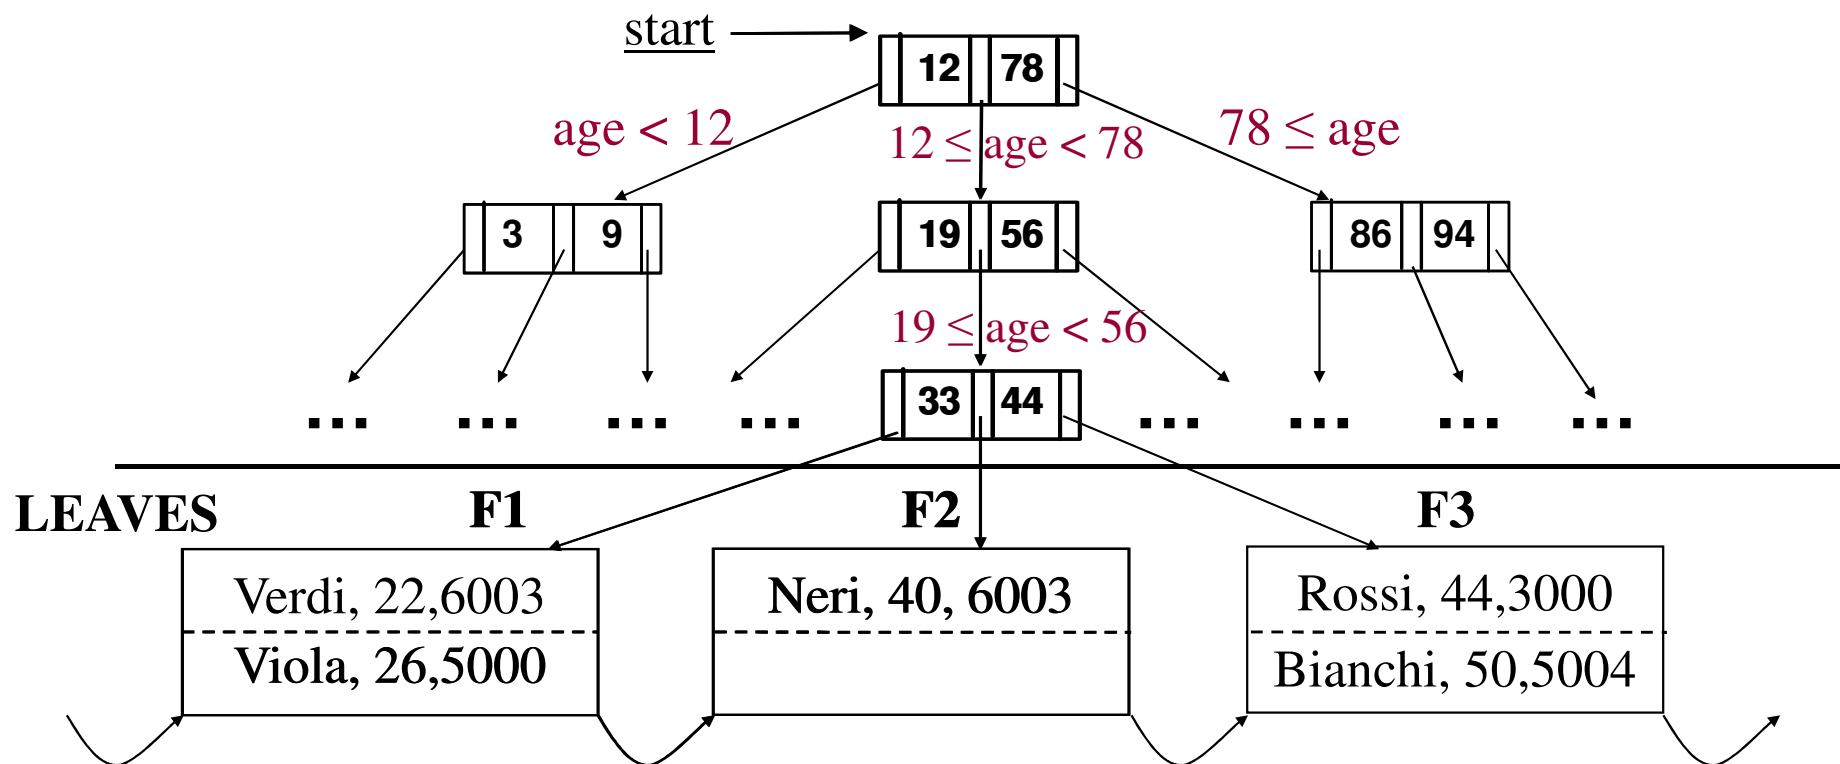 start
12 78
age < 12
12 ≤ age < 78
78 ≤ age
3 9
19 56
86 94
19 ≤ age < 56
33 44
... ... ... ... ... ... ... ...
LEAVES
F1
F2
F3
Verdi, 22,6003
Viola, 26,5000
Neri, 40, 6003
Rossi, 44,3000
Bianchi, 50,5004